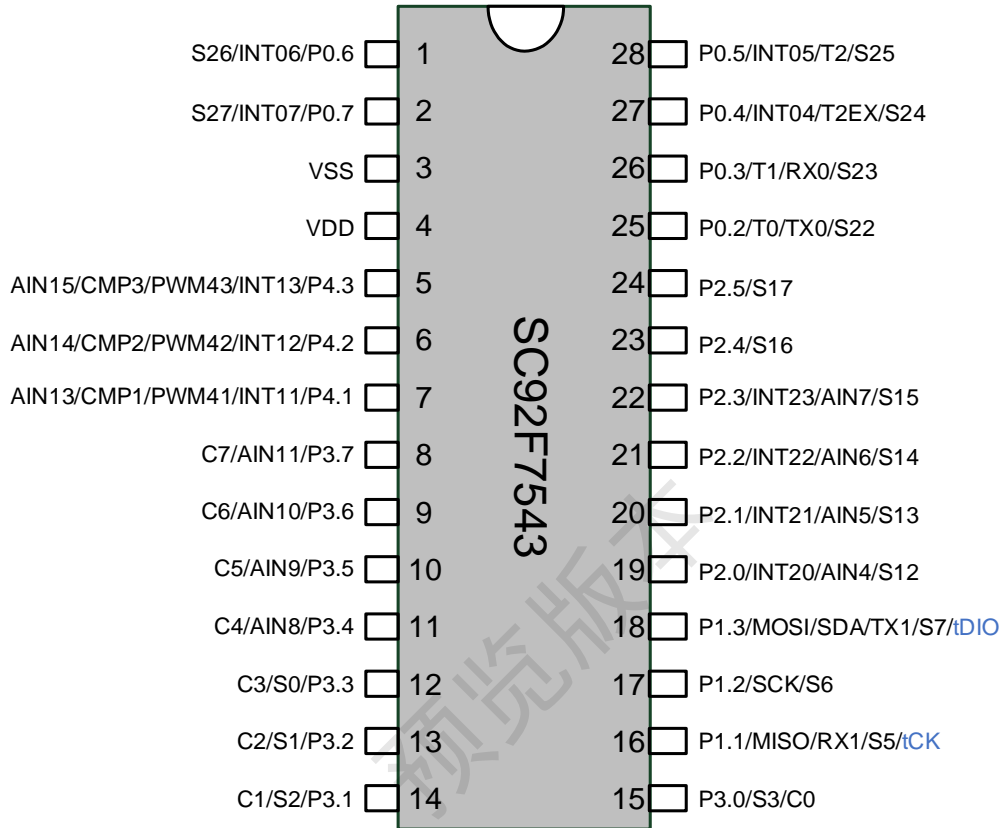 S26/INT06/P0.6 1 28 P0.5/INT05/T2/S25
S27/INT07/P0.7 2 27 P0.4/INT04/T2EX/S24
VSS 3 26 P0.3/T1/RX0/S23
VDD 4 25 P0.2/T0/TX0/S22
AIN15/CMP3/PWM43/INT13/P4.3 5 24 P2.5/S17
AIN14/CMP2/PWM42/INT12/P4.2 6 23 P2.4/S16
AIN13/CMP1/PWM41/INT11/P4.1 7 22 P2.3/INT23/AIN7/S15
C7/AIN11/P3.7 8 21 P2.2/INT22/AIN6/S14
C6/AIN10/P3.6 9 20 P2.1/INT21/AIN5/S13
C5/AIN9/P3.5 10 19 P2.0/INT20/AIN4/S12
C4/AIN8/P3.4 11 18 P1.3/MOSI/SDA/TX1/S7/tDIO
C3/S0/P3.3 12 17 P1.2/SCK/S6
C2/S1/P3.2 13 16 P1.1/MISO/RX1/S5/tCK
C1/S2/P3.1 14 15 P3.0/S3/C0
SC92F7543
预览版本